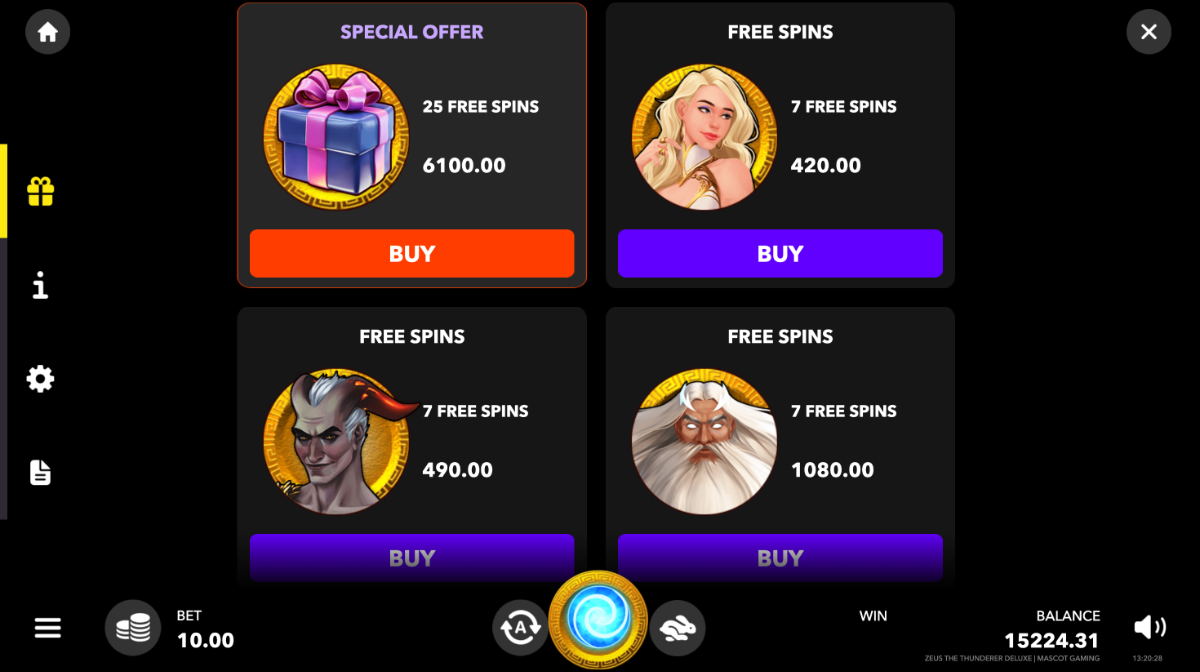 SPECIAL OFFER
25 FREE SPINS
6100.00
BUY
FREE SPINS
7 FREE SPINS
420.00
BUY
FREE SPINS
7 FREE SPINS
490.00
BUY
FREE SPINS
7 FREE SPINS
1080.00
BUY
BET
10.00
A
WIN
BALANCE
15224.31
ZEUS THE THUNDERER DELUXE | MASCOT GAMING
13:20:28